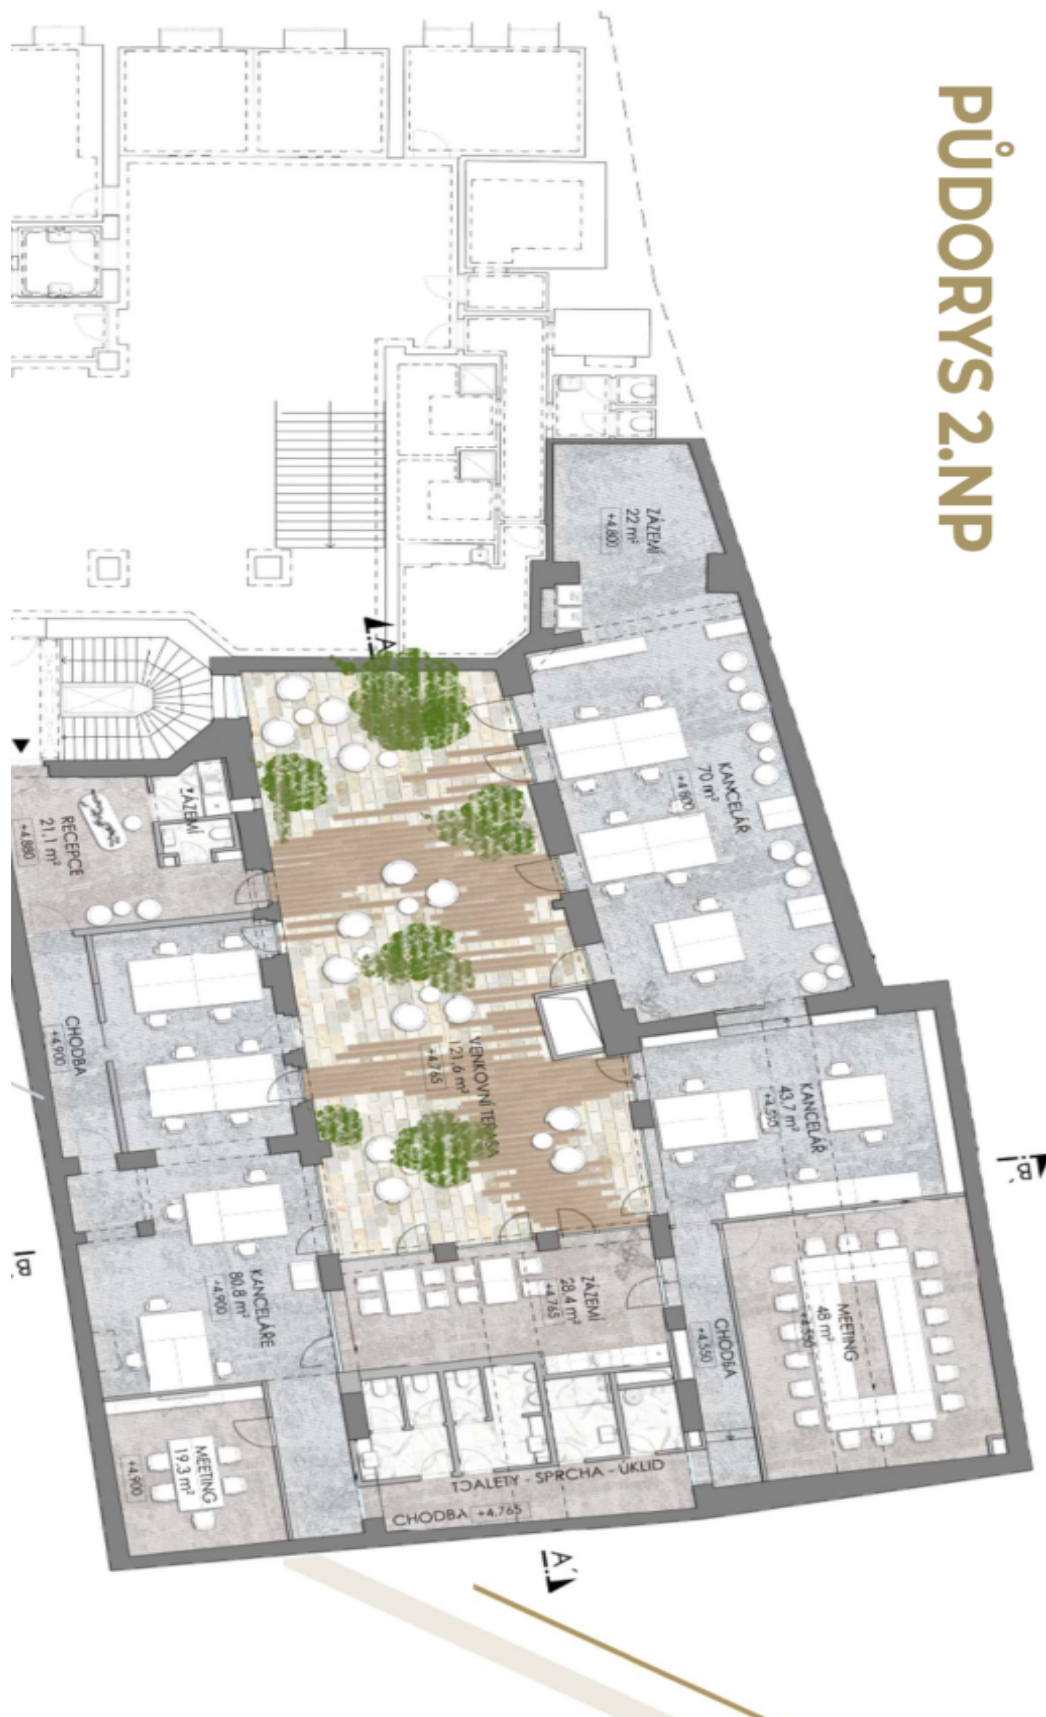 PŮDORYS 2.NP
ZÁZEMÍ
22 m²
+4.800
A
KANCELÁŘ
70 m²
+4.800
ZÁZEMÍ
RECEPCE
21,1 m²
+4.880
CHODBA
+4.900
VENKOVNÍ TERASA
121,6 m²
+4.765
KANCELÁŘ
43,7 m²
+4.550
B´
B
KANCELÁŘE
80.8 m²
+4.900
ZÁZEMÍ
28.4 m²
+4.765
CHODBA
+4.550
MEETING
48 m²
+4.550
MEETING
19.3 m²
+4.900
TOALETY - SPRCHA - ÚKLID
CHODBA +4.765
A´